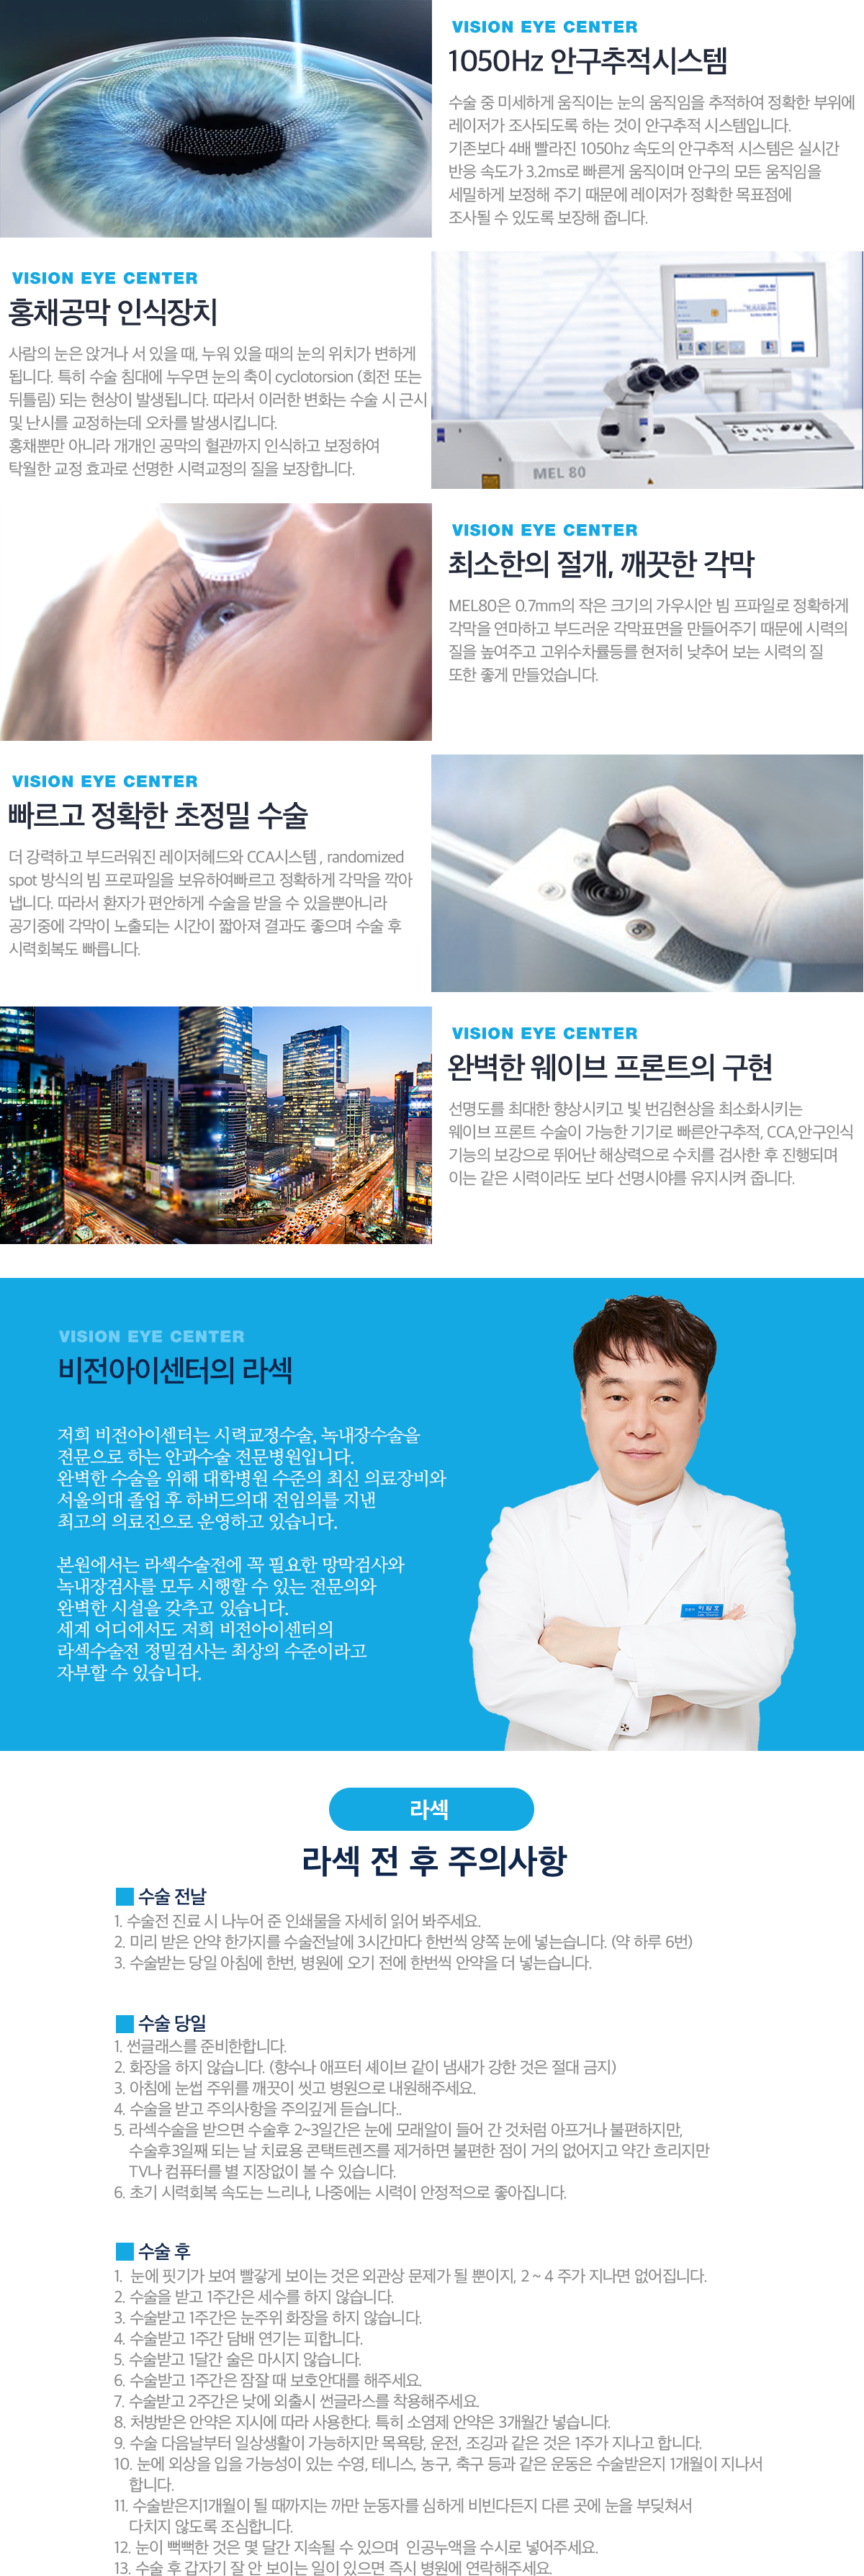 VISION EYE CENTER
1050Hz 안구추적시스템
수술 중 미세하게 움직이는 눈의 움직임을 추적하여 정확한 부위에
레이저가 조사되도록 하는 것이 안구추적 시스템입니다.
기존보다 4배 빨라진 1050hz 속도의 안구추적 시스템은 실시간
반응 속도가 3.2ms로 빠른게 움직이며 안구의 모든 움직임을
세밀하게 보정해 주기 때문에 레이저가 정확한 목표점에
조사될 수 있도록 보장해 줍니다.
VISION EYE CENTER
홍채공막 인식장치
사람의 눈은 앉거나 서 있을 때, 누워 있을 때의 눈의 위치가 변하게
됩니다. 특히 수술 침대에 누우면 눈의 축이 cyclotorsion (회전 또는
뒤틀림) 되는 현상이 발생됩니다. 따라서 이러한 변화는 수술 시 근시
및 난시를 교정하는데 오차를 발생시킵니다.
홍채뿐만 아니라 개개인 공막의 혈관까지 인식하고 보정하여
탁월한 교정 효과로 선명한 시력교정의 질을 보장합니다.
MEL 80
VISION EYE CENTER
최소한의 절개, 깨끗한 각막
MEL80은 0.7mm의 작은 크기의 가우시안 빔 프파일로 정확하게
각막을 연마하고 부드러운 각막표면을 만들어주기 때문에 시력의
질을 높여주고 고위수차률등를 현저히 낮추어 보는 시력의 질
또한 좋게 만들었습니다.
VISION EYE CENTER
빠르고 정확한 초정밀 수술
더 강력하고 부드러워진 레이저헤드와 CCA시스템 , randomized
spot 방식의 빔 프로파일을 보유하여빠르고 정확하게 각막을 깍아
냅니다. 따라서 환자가 편안하게 수술을 받을 수 있을뿐아니라
공기중에 각막이 노출되는 시간이 짧아져 결과도 좋으며 수술 후
시력회복도 빠릅니다.
VISION EYE CENTER
완벽한 웨이브 프론트의 구현
선명도를 최대한 향상시키고 빛 번김현상을 최소화시키는
웨이브 프론트 수술이 가능한 기기로 빠른안구추적, CCA,안구인식
기능의 보강으로 뛰어난 해상력으로 수치를 검사한 후 진행되며
이는 같은 시력이라도 보다 선명시야를 유지시켜 줍니다.
VISION EYE CENTER
비전아이센터의 라섹
저희 비전아이센터는 시력교정수술, 녹내장수술을
전문으로 하는 안과수술 전문병원입니다.
완벽한 수술을 위해 대학병원 수준의 최신 의료장비와
서울의대 졸업 후 하버드의대 전임의를 지낸
최고의 의료진으로 운영하고 있습니다.
본원에서는 라섹수술전에 꼭 필요한 망막검사와
녹내장검사를 모두 시행할 수 있는 전문의와
완벽한 시설을 갖추고 있습니다.
세계 어디에서도 저희 비전아이센터의
라섹수술전 정밀검사는 최상의 수준이라고
자부할 수 있습니다.
라섹
라섹 전 후 주의사항
수술 전날
1. 수술전 진료 시 나누어 준 인쇄물을 자세히 읽어 봐주세요.
2. 미리 받은 안약 한가지를 수술전날에 3시간마다 한번씩 양쪽 눈에 넣는습니다. (약 하루 6번)
3. 수술받는 당일 아침에 한번, 병원에 오기 전에 한번씩 안약을 더 넣는습니다.
수술 당일
1. 썬글래스를 준비한합니다.
2. 화장을 하지 않습니다. (향수나 애프터 셰이브 같이 냄새가 강한 것은 절대 금지)
3. 아침에 눈썹 주위를 깨끗이 씻고 병원으로 내원해주세요.
4. 수술을 받고 주의사항을 주의깊게 듣습니다..
5. 라섹수술을 받으면 수술후 2~3일간은 눈에 모래알이 들어 간 것처럼 아프거나 불편하지만,
수술후3일째 되는 날 치료용 콘택트렌즈를 제거하면 불편한 점이 거의 없어지고 약간 흐리지만
TV나 컴퓨터를 별 지장없이 볼 수 있습니다.
6. 초기 시력회복 속도는 느리나, 나중에는 시력이 안정적으로 좋아집니다.
수술 후
1. 눈에 핏기가 보여 빨갛게 보이는 것은 외관상 문제가 될 뿐이지, 2 ~ 4 주가 지나면 없어집니다.
2. 수술을 받고 1주간은 세수를 하지 않습니다.
3. 수술받고 1주간은 눈주위 화장을 하지 않습니다.
4. 수술받고 1주간 담배 연기는 피합니다.
5. 수술받고 1달간 술은 마시지 않습니다.
6. 수술받고 1주간은 잠잘 때 보호안대를 해주세요.
7. 수술받고 2주간은 낮에 외출시 썬글라스를 착용해주세요.
8. 처방받은 안약은 지시에 따라 사용한다. 특히 소염제 안약은 3개월간 넣습니다.
9. 수술 다음날부터 일상생활이 가능하지만 목욕탕, 운전, 조깅과 같은 것은 1주가 지나고 합니다.
10. 눈에 외상을 입을 가능성이 있는 수영, 테니스, 농구, 축구 등과 같은 운동은 수술받은지 1개월이 지나서
합니다.
11. 수술받은지1개월이 될 때까지는 까만 눈동자를 심하게 비빈다든지 다른 곳에 눈을 부딪쳐서
다치지 않도록 조심합니다.
12. 눈이 뻑뻑한 것은 몇 달간 지속될 수 있으며 인공누액을 수시로 넣어주세요.
13. 수술 후 갑자기 잘 안 보이는 일이 있으면 즉시 병원에 연락해주세요.